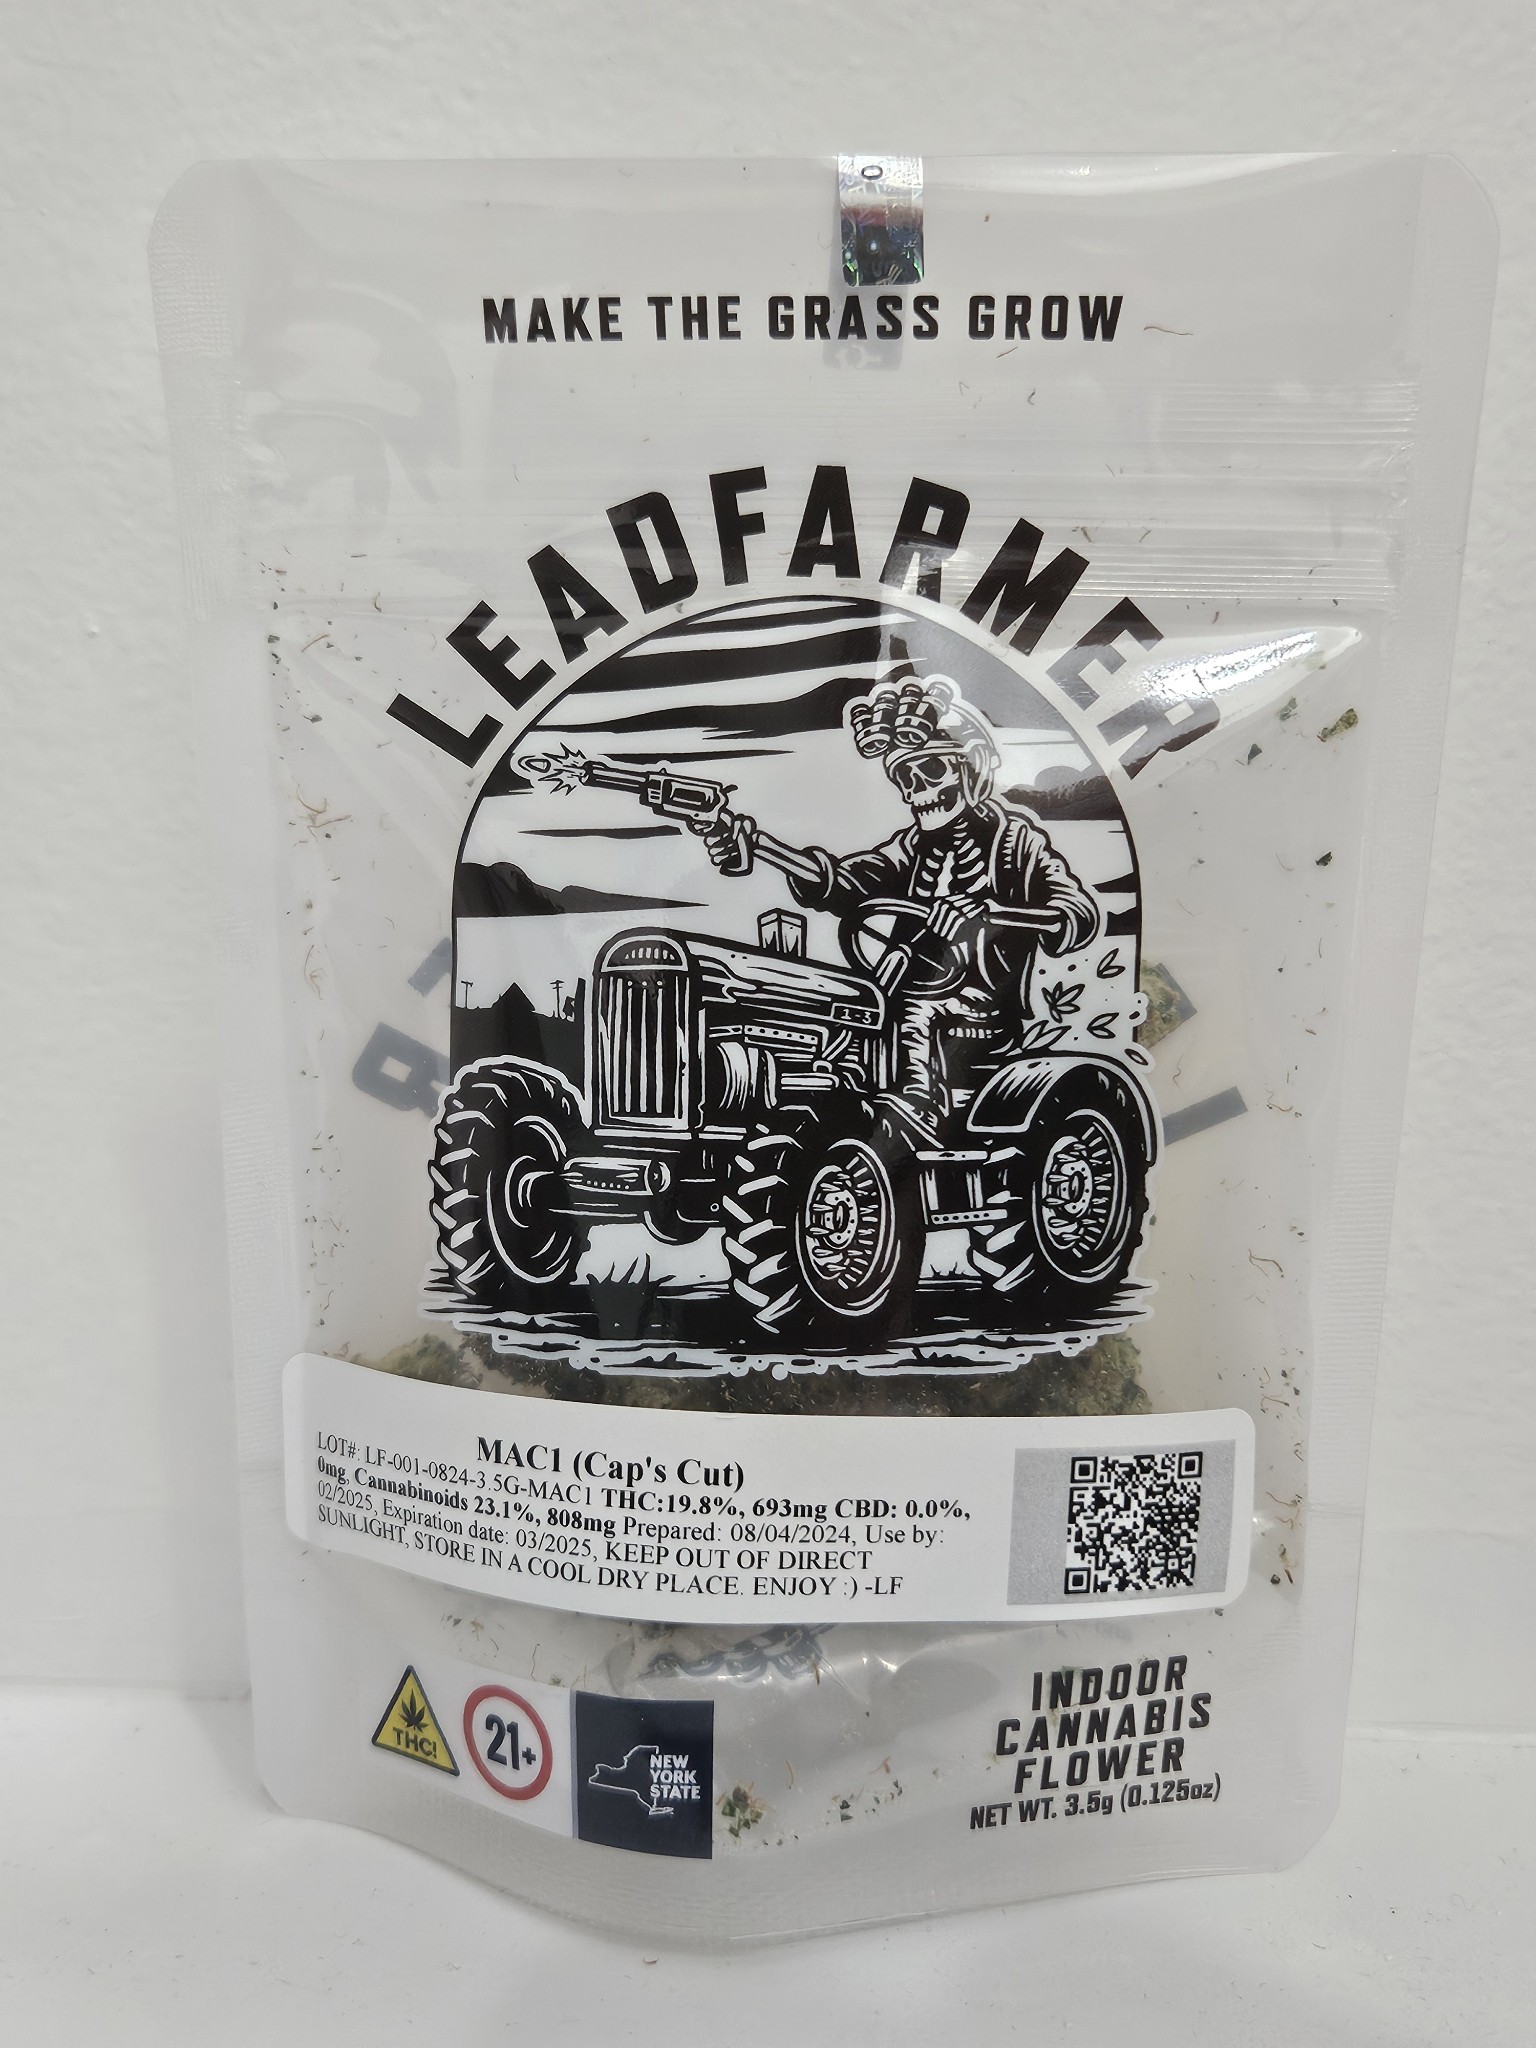 MAKE THE GRASS GROW
LEADFARMER
1-3
MAC1 (Cap's Cut)
LOT#: LF-001-0824-3.5G-MAC1 THC:19.8%, 693mg CBD: 0.0%,
0mg, Cannabinoids 23.1%, 808mg Prepared: 08/04/2024, Use by:
02/2025, Expiration date: 03/2025, KEEP OUT OF DIRECT
SUNLIGHT, STORE IN A COOL DRY PLACE. ENJOY :) -LF
THC!
21+
NEW
YORK
STATE
INDOOR
CANNABIS
FLOWER
NET WT. 3.5g (0.125oz)